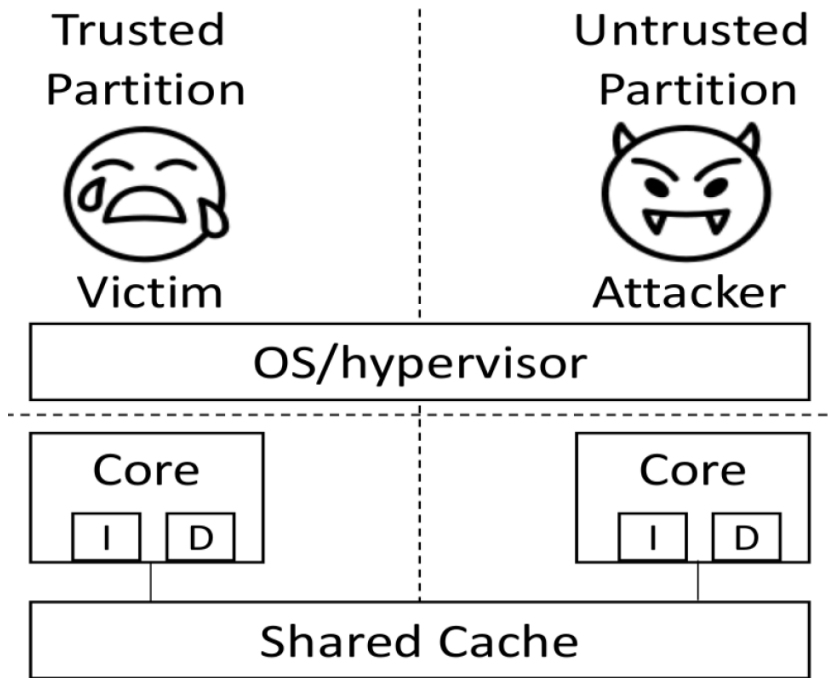 Trusted
Partition
Untrusted
Partition
Victim
Attacker
OS/hypervisor
Core
I
D
Core
I
D
Shared Cache